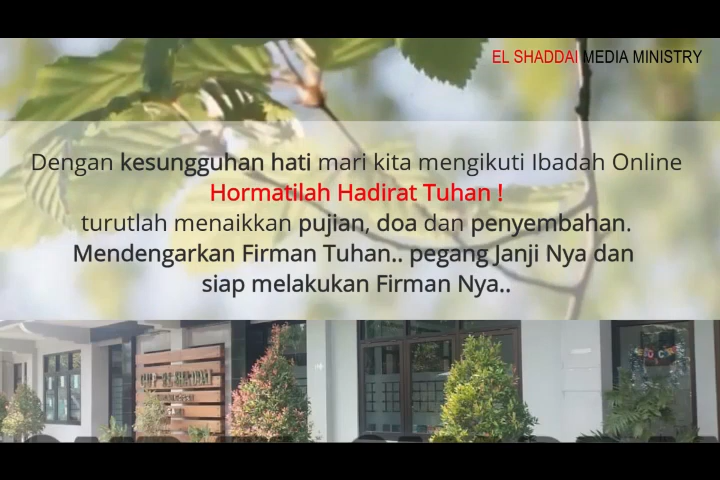 EL SHADDAI MEDIA MINISTRY
Dengan kesungguhan hati mari kita mengikuti Ibadah Online
Hormatilah Hadirat Tuhan !
turutlah menaikkan pujian, doa dan penyembahan.
Mendengarkan Firman Tuhan.. pegang Janji Nya dan
siap melakukan Firman Nya..